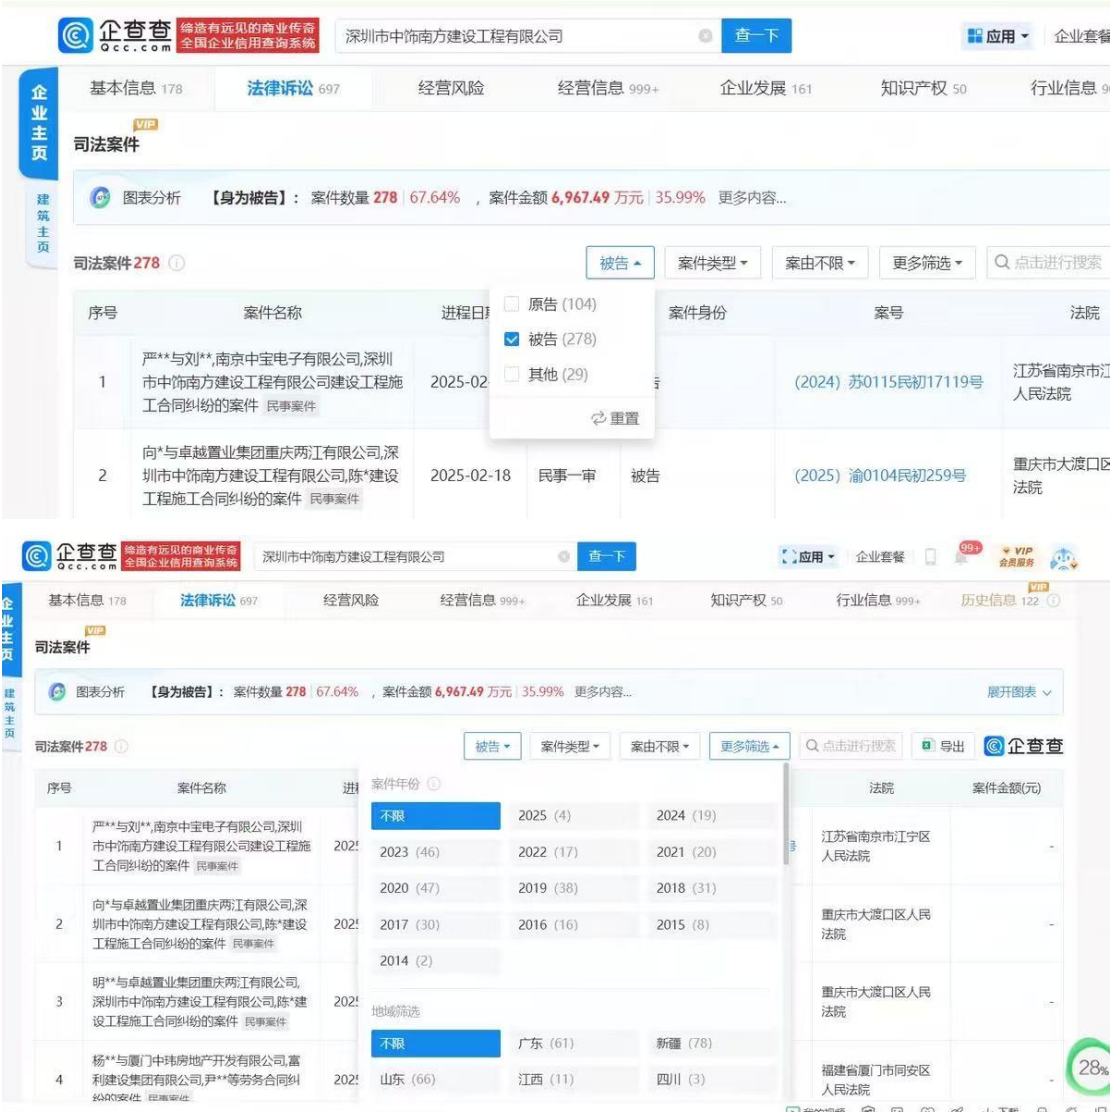 企查查
Qcc.com
缔造有远见的商业传奇
全国企业信用查询系统
深圳市中饰南方建设工程有限公司
查一下
应用
企业套餐
企业主页
建筑主页
基本信息 178
法律诉讼 697
经营风险
经营信息 999+
企业发展 161
知识产权 50
行业信息
VIP
司法案件
图表分析 【身为被告】: 案件数量 278 67.64% , 案件金额 6,967.49 万元 35.99% 更多内容...
司法案件278
被告
案件类型
案由不限
更多筛选
点击进行搜索
原告 (104)
被告 (278)
其他 (29)
重置
序号
案件名称
进程日
案件身份
案号
法院
1
严**与刘**,南京中宝电子有限公司,深圳
市中饰南方建设工程有限公司建设工程施
工合同纠纷的案件 民事案件
2025-02-
(2024) 苏0115民初17119号
江苏省南京市江
人民法院
2
向*与卓越置业集团重庆两江有限公司,深
圳市中饰南方建设工程有限公司,陈*建设
工程施工合同纠纷的案件 民事案件
2025-02-18
民事一审
被告
(2025) 渝0104民初259号
重庆市大渡口区
法院
企查查
Qcc.com
缔造有远见的商业传奇
全国企业信用查询系统
深圳市中饰南方建设工程有限公司
查一下
应用
企业套餐
99+
VIP
会员服务
企业主页
建筑主页
基本信息 178
法律诉讼 697
经营风险
经营信息 999+
企业发展 161
知识产权 50
行业信息 999+
VIP
历史信息 122
VIP
司法案件
图表分析 【身为被告】: 案件数量 278 67.64% , 案件金额 6,967.49 万元 35.99% 更多内容...
展开图表
司法案件278
被告
案件类型
案由不限
更多筛选
点击进行搜索
导出
企查查
序号
案件名称
法院
案件金额(元)
案件年份
不限
2025 (4)
2024 (19)
2023 (46)
2022 (17)
2021 (20)
2020 (47)
2019 (38)
2018 (31)
2017 (30)
2016 (16)
2015 (8)
2014 (2)
地域筛选
不限
广东 (61)
新疆 (78)
山东 (66)
江西 (11)
四川 (3)
1
严**与刘**,南京中宝电子有限公司,深圳
市中饰南方建设工程有限公司建设工程施
工合同纠纷的案件 民事案件
2025
江苏省南京市江宁区
人民法院
-
2
向*与卓越置业集团重庆两江有限公司,深
圳市中饰南方建设工程有限公司,陈*建设
工程施工合同纠纷的案件 民事案件
2025
重庆市大渡口区人民
法院
-
3
明**与卓越置业集团重庆两江有限公司,
深圳市中饰南方建设工程有限公司,陈*建
设工程施工合同纠纷的案件 民事案件
2025
重庆市大渡口区人民
法院
-
4
杨**与厦门中玮房地产开发有限公司,富
利建设集团有限公司,尹**等劳务合同纠
纷的案件 民事案件
2025
福建省厦门市同安区
人民法院
-
28%